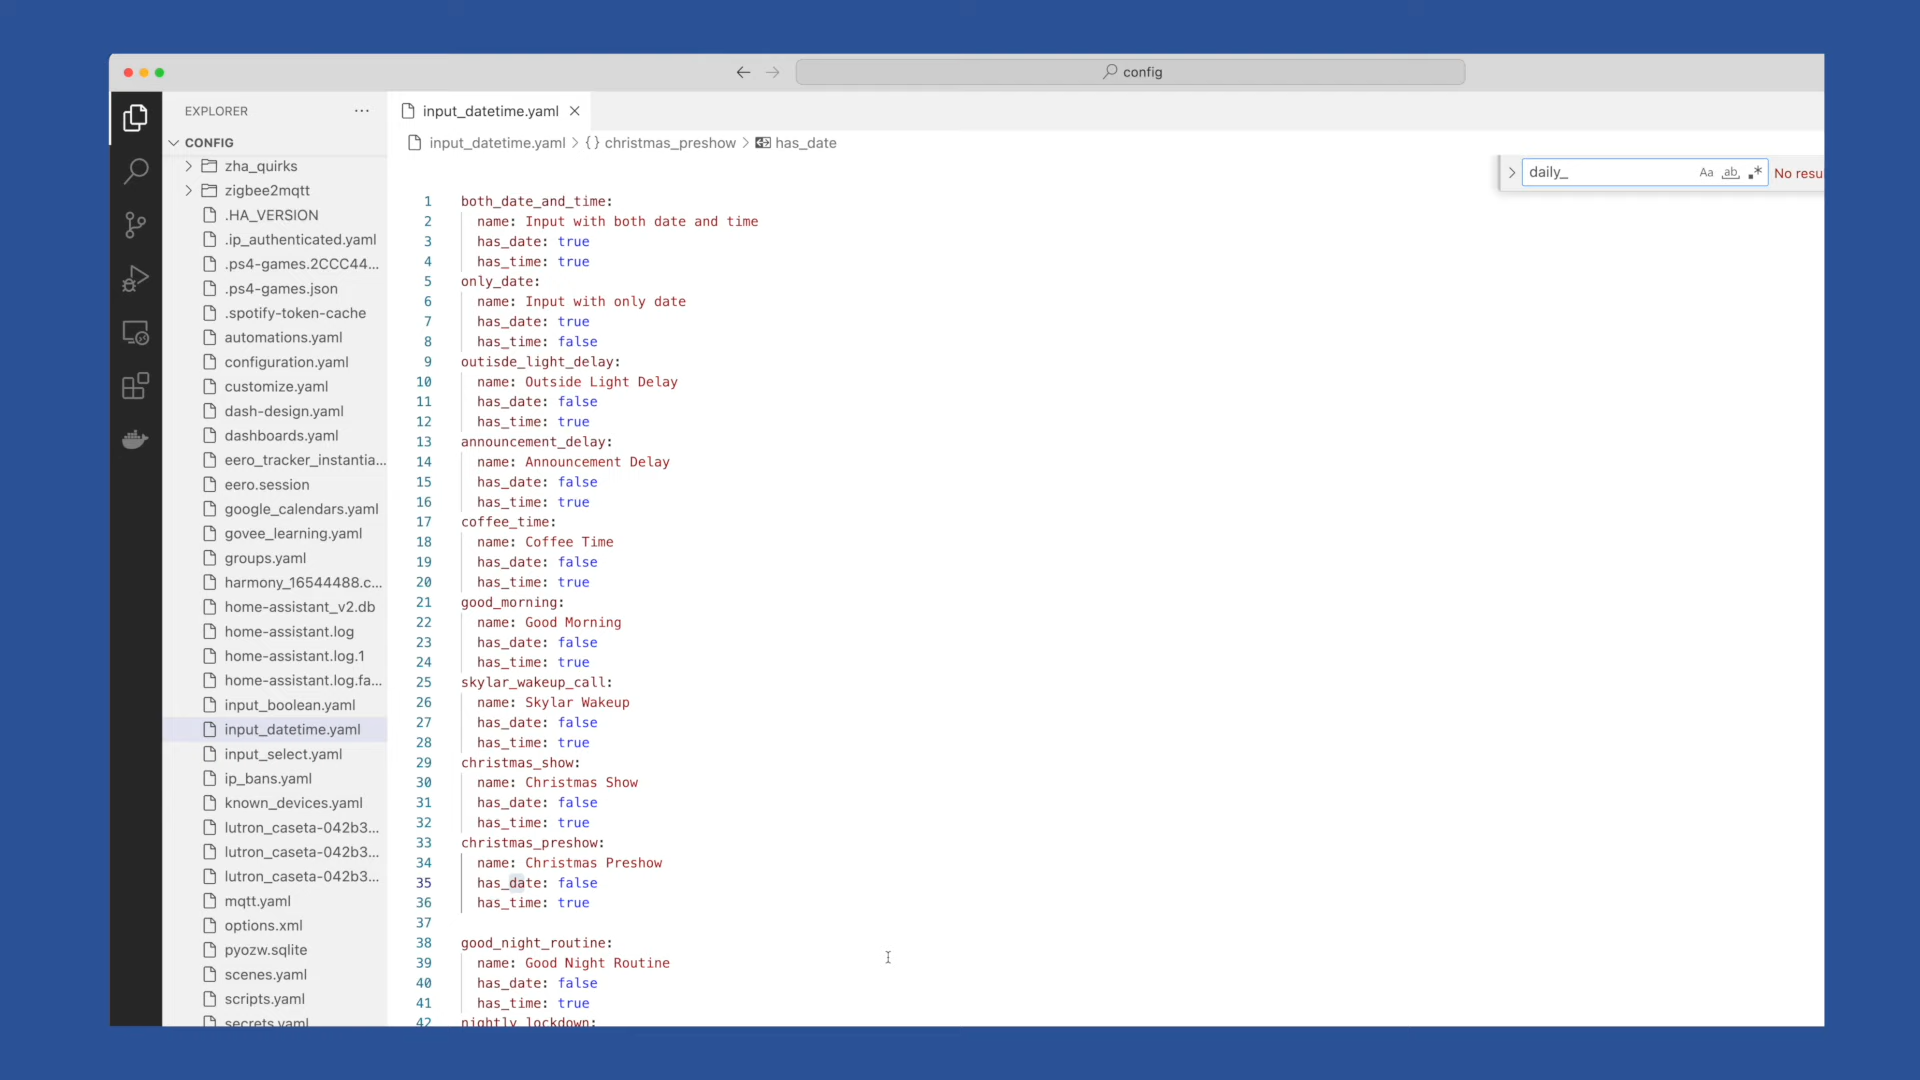 config
EXPLORER
···
input_datetime.yaml
CONFIG
input_datetime.yaml > {} christmas_preshow > has_date
zha_quirks
zigbee2mqtt
.HA_VERSION
.ip_authenticated.yaml
.ps4-games.2CCC44...
.ps4-games.json
.spotify-token-cache
automations.yaml
configuration.yaml
customize.yaml
dash-design.yaml
dashboards.yaml
eero_tracker_instantia...
eero.session
google_calendars.yaml
govee_learning.yaml
groups.yaml
harmony_16544488.c...
home-assistant_v2.db
home-assistant.log
home-assistant.log.1
home-assistant.log.fa...
input_boolean.yaml
input_datetime.yaml
input_select.yaml
ip_bans.yaml
known_devices.yaml
lutron_caseta-042b3...
lutron_caseta-042b3...
lutron_caseta-042b3...
mqtt.yaml
options.xml
pyozw.sqlite
scenes.yaml
scripts.yaml
secrets.yaml
daily_ Aa ab .* No resu
1 both_date_and_time:
2 name: Input with both date and time
3 has_date: true
4 has_time: true
5 only_date:
6 name: Input with only date
7 has_date: true
8 has_time: false
9 outisde_light_delay:
10 name: Outside Light Delay
11 has_date: false
12 has_time: true
13 announcement_delay:
14 name: Announcement Delay
15 has_date: false
16 has_time: true
17 coffee_time:
18 name: Coffee Time
19 has_date: false
20 has_time: true
21 good_morning:
22 name: Good Morning
23 has_date: false
24 has_time: true
25 skylar_wakeup_call:
26 name: Skylar Wakeup
27 has_date: false
28 has_time: true
29 christmas_show:
30 name: Christmas Show
31 has_date: false
32 has_time: true
33 christmas_preshow:
34 name: Christmas Preshow
35 has_date: false
36 has_time: true
37
38 good_night_routine:
39 name: Good Night Routine
40 has_date: false
41 has_time: true
42 nightly_lockdown: